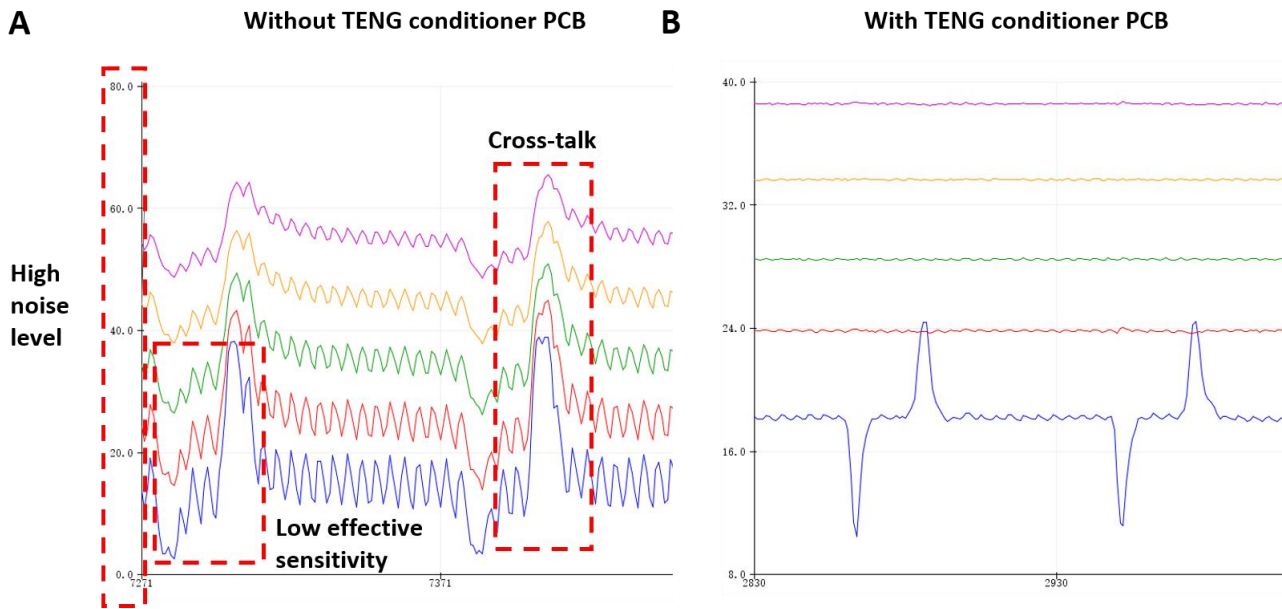 A
Without TENG conditioner PCB
B
With TENG conditioner PCB
80.0
60.0
40.0
20.0
0.0
7271
7371
High
noise
level
Cross-talk
Low effective
sensitivity
40.0
32.0
24.0
16.0
8.0
2830
2930